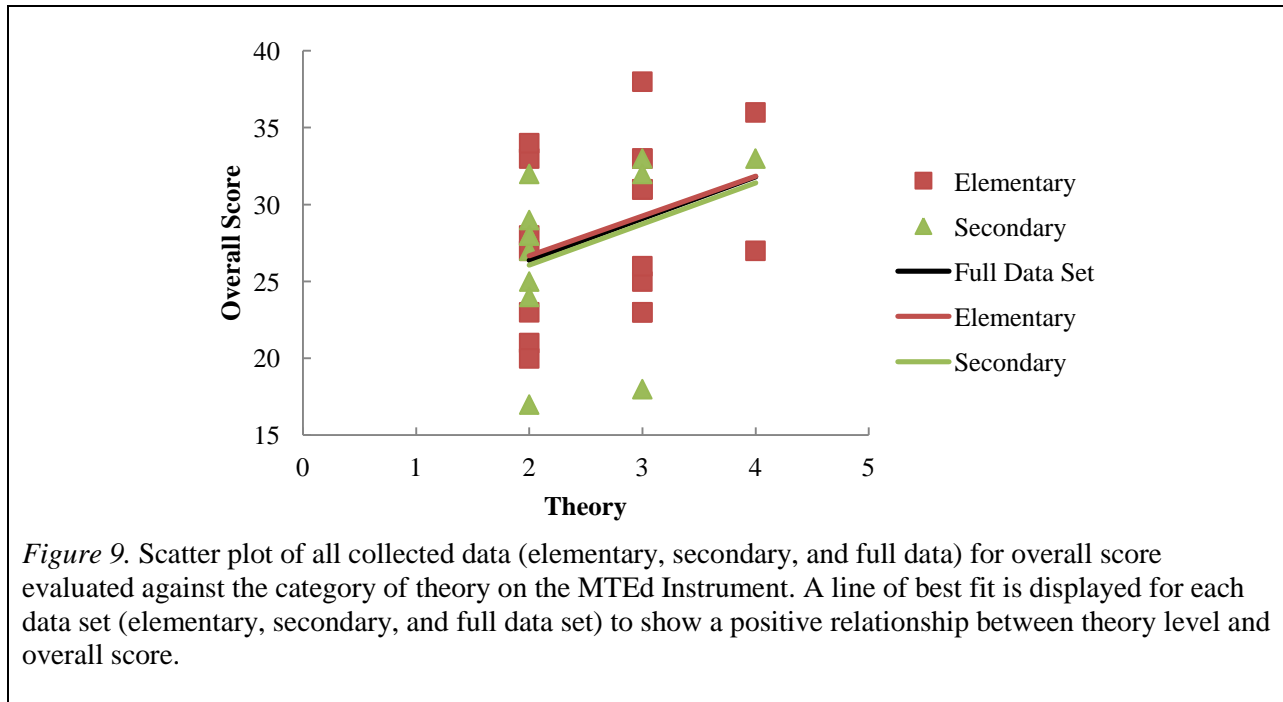 40
35
30
25
20
15
Overall Score
0 1 2 3 4 5
Theory
Elementary
Secondary
Full Data Set
Elementary
Secondary
Figure 9. Scatter plot of all collected data (elementary, secondary, and full data) for overall score
evaluated against the category of theory on the MTEd Instrument. A line of best fit is displayed for each
data set (elementary, secondary, and full data set) to show a positive relationship between theory level and
overall score.